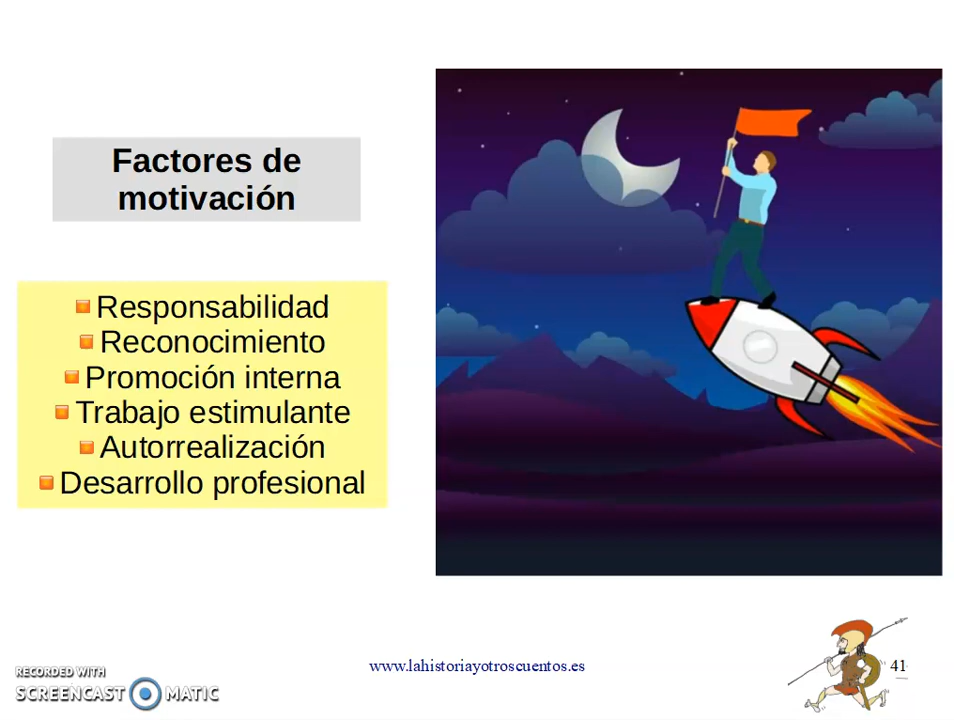 Factores de
motivación
Responsabilidad
Reconocimiento
Promoción interna
Trabajo estimulante
Autorrealización
Desarrollo profesional
www.lahistoriayotroscuentos.es
41
RECORDED WITH
SCREENCAST MATIC